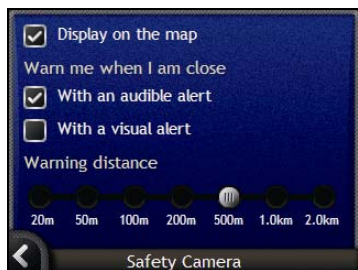 Display on the map
Warn me when I am close
With an audible alert
With a visual alert
Warning distance
20m 50m 100m 200m 500m 1.0km 2.0km
Safety Camera